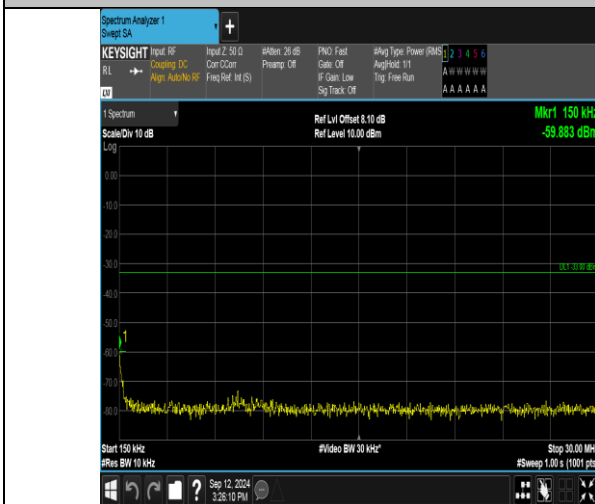 Spectrum Analyzer 1
Swept SA
+
KEYSIGHT
RL
Input: RF
Coupling: DC
Align: Auto/No RF
Input Z: 50 Ω
Corr CCorr
Freq Ref: Int (S)
#Atten: 26 dB
Preamp: Off
PNO: Fast
Gate: Off
IF Gain: Low
Sig Track: Off
#Avg Type: Power (RMS
Avg|Hold: 1/1
Trig: Free Run
1 2 3 4 5 6
A W W W W W
A A A A A A
1 Spectrum
Scale/Div 10 dB
Log
Ref Lvl Offset 8.10 dB
Ref Level 10.00 dBm
Mkr1 150 kHz
-59.883 dBm
0.00
-10.0
-20.0
-30.0
DL1 -33.00 dBm
-40.0
-50.0
1
-60.0
-70.0
-80.0
Start 150 kHz
#Res BW 10 kHz
#Video BW 30 kHz*
Stop 30.00 MH
#Sweep 1.00 s (1001 pts
?
Sep 12, 2024
3:26:10 PM